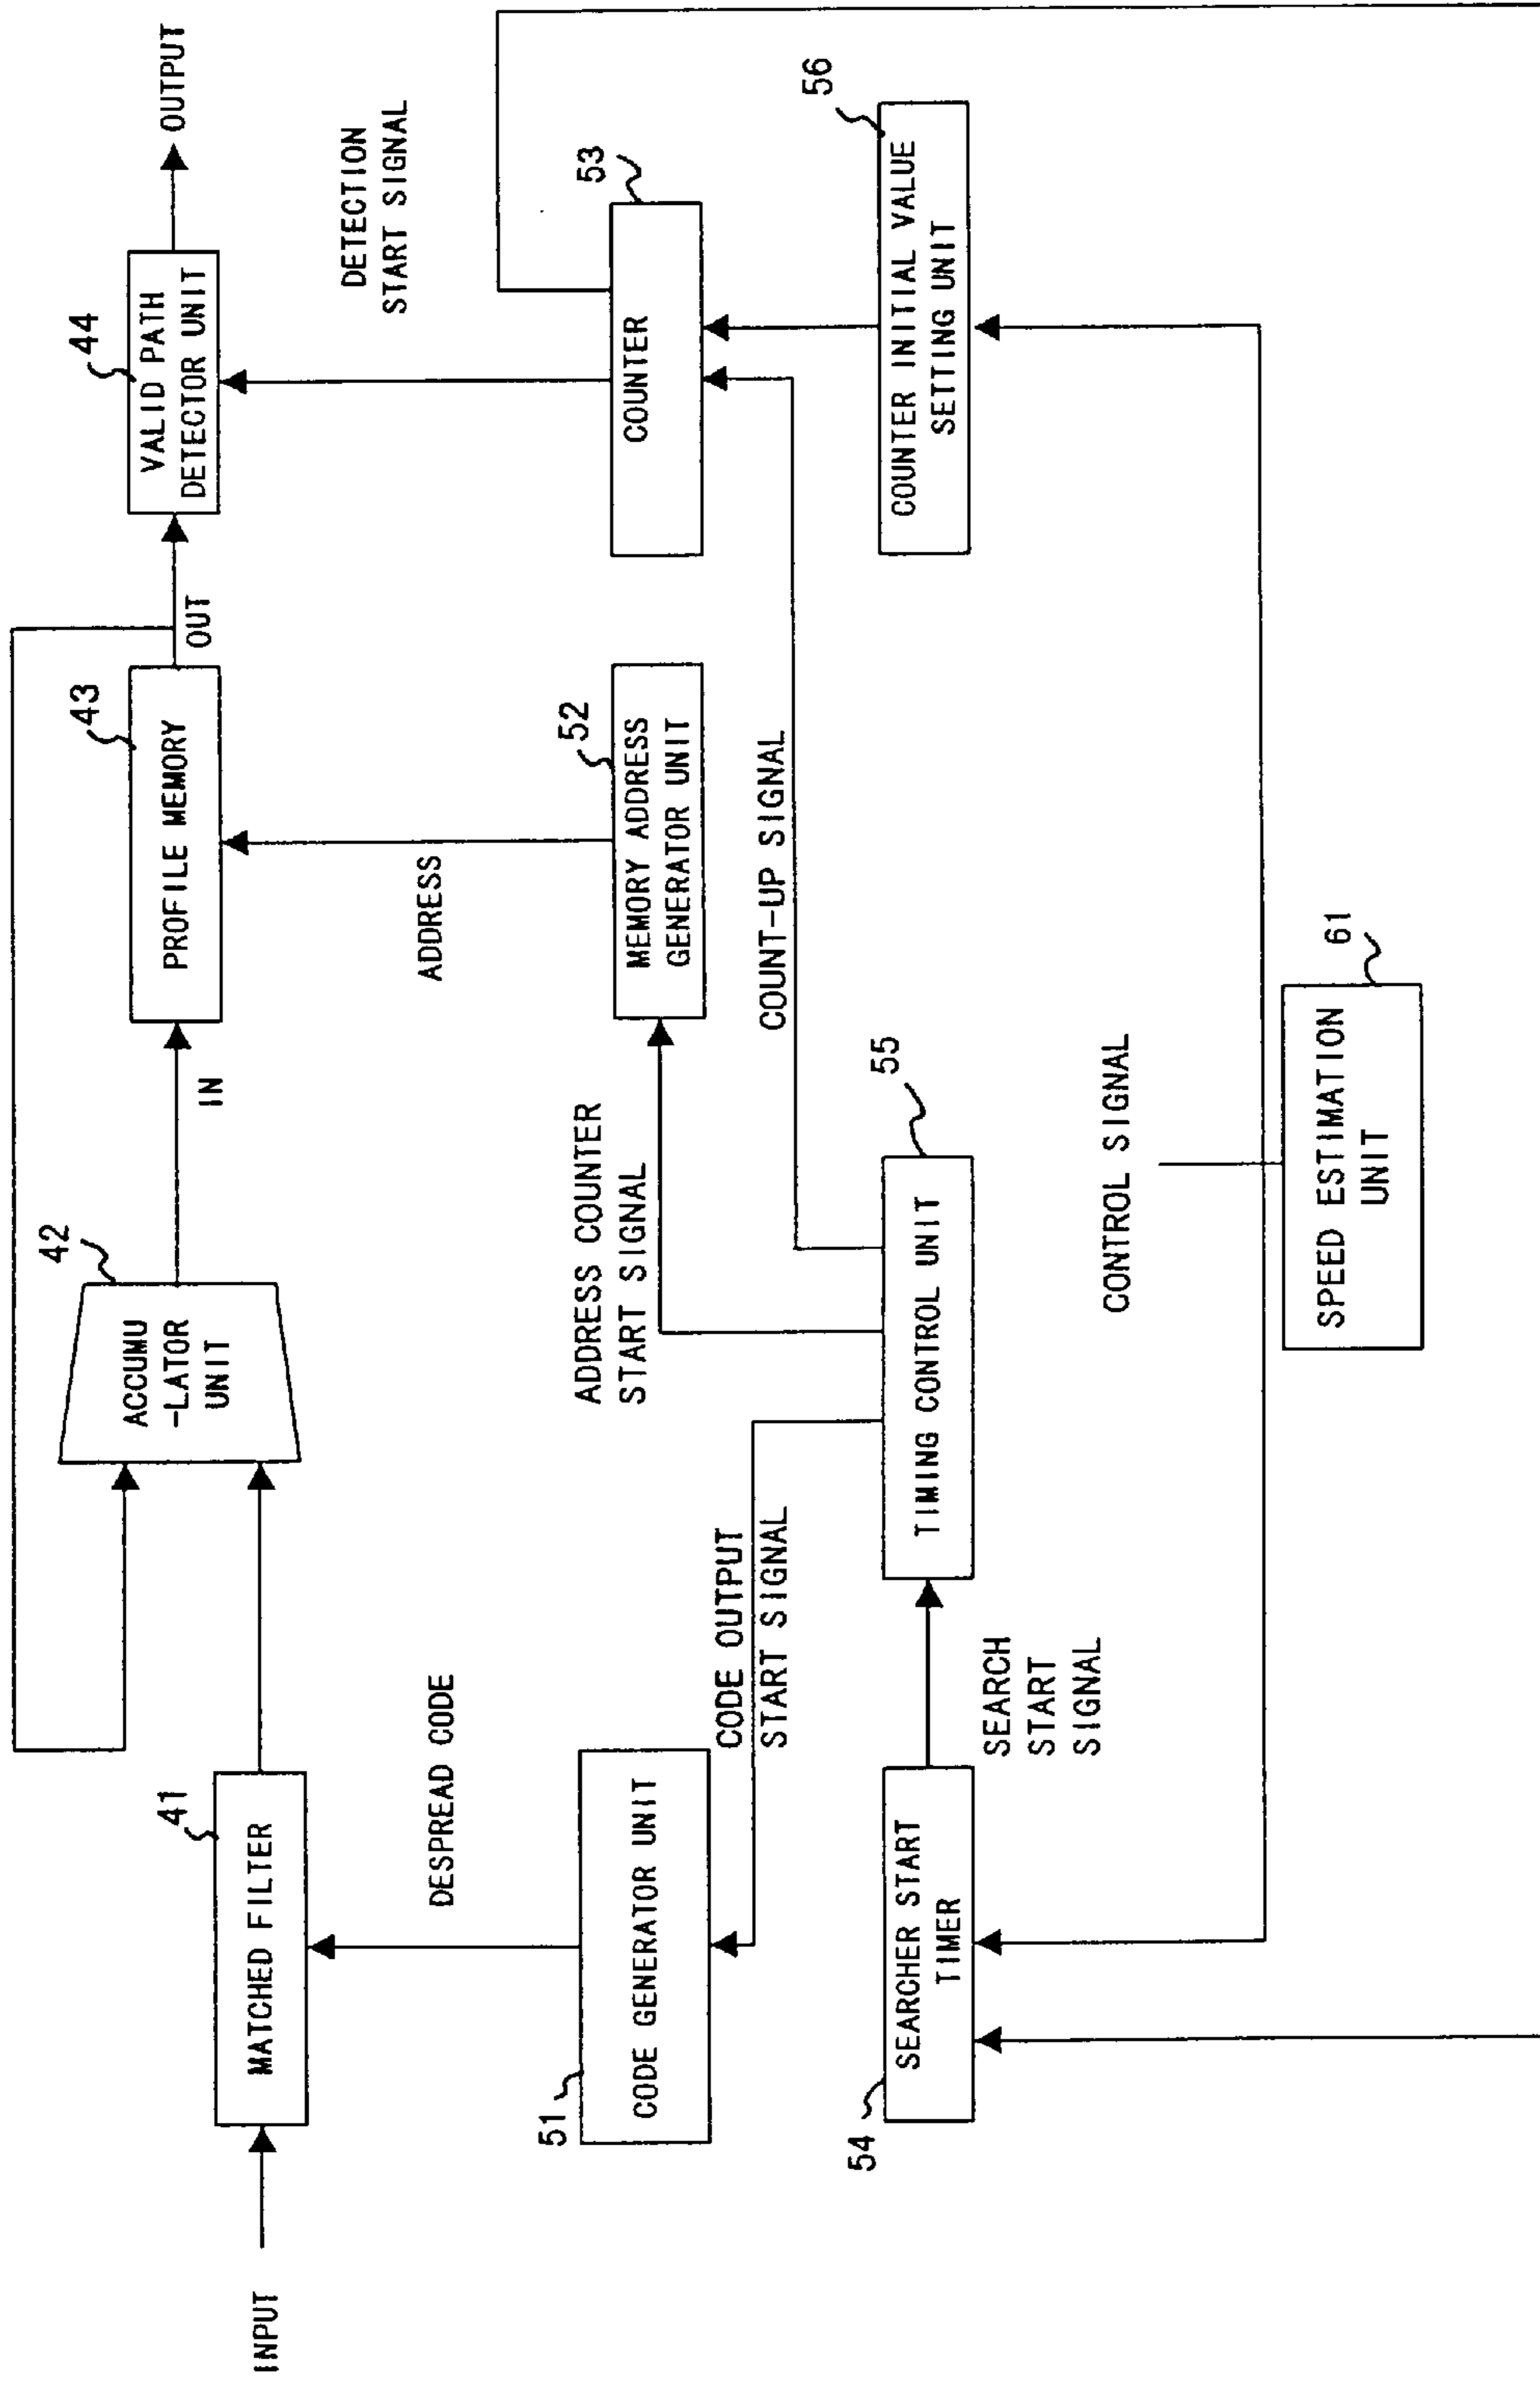 INPUT
41
MATCHED FILTER
42
ACCUMU
-LATOR
UNIT
IN
43
PROFILE MEMORY
OUT
44
VALID PATH
DETECTOR UNIT
OUTPUT
DESPREAD CODE
ADDRESS
DETECTION
START SIGNAL
51
CODE GENERATOR UNIT
CODE OUTPUT
START SIGNAL
ADDRESS COUNTER
START SIGNAL
52
MEMORY ADDRESS
GENERATOR UNIT
COUNT-UP SIGNAL
53
COUNTER
54
SEARCHER START
TIMER
SEARCH
START
SIGNAL
55
TIMING CONTROL UNIT
56
COUNTER INITIAL VALUE
SETTING UNIT
CONTROL SIGNAL
61
SPEED ESTIMATION
UNIT